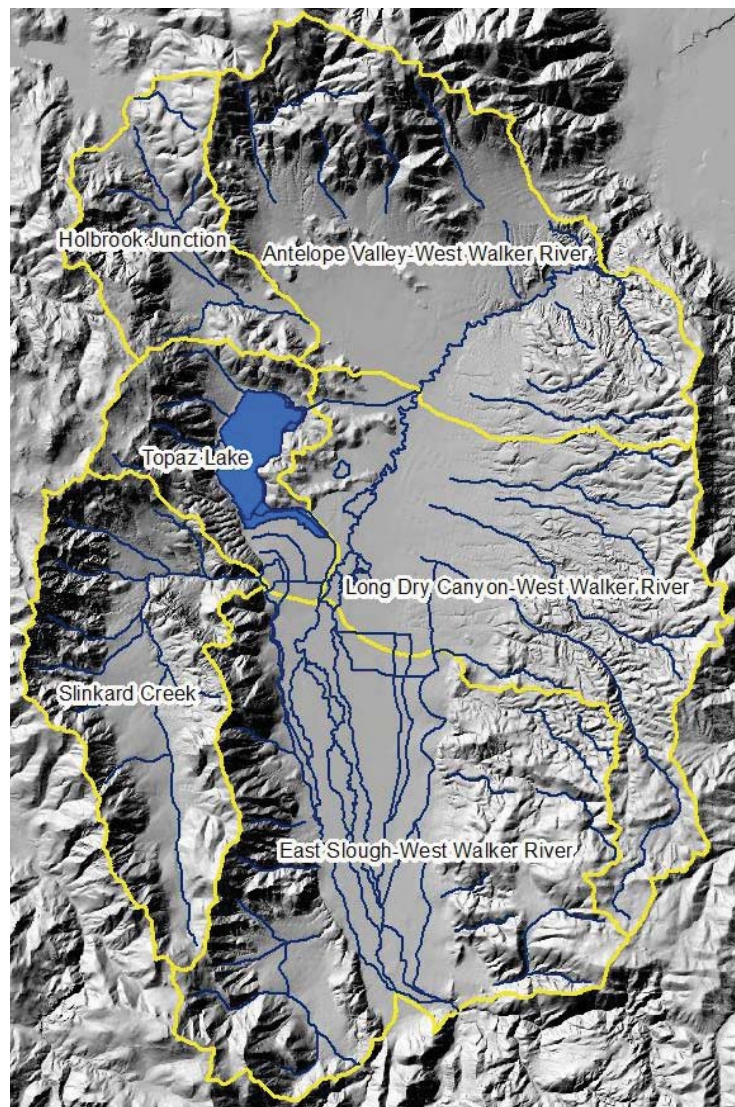 Holbrook Junction
Antelope Valley-West Walker River
Topaz Lake
Long Dry Canyon-West Walker River
Slinkard Creek
East Slough-West Walker River